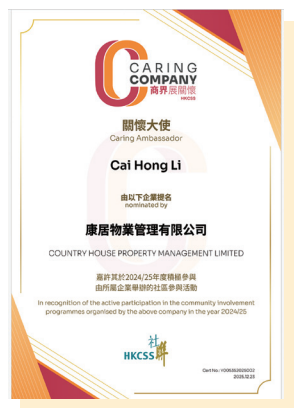 CARING
COMPANY
商界展關懷
HKCSS
關懷大使
Caring Ambassador
Cai Hong Li
由以下企業提名
nominated by
康居物業管理有限公司
COUNTRY HOUSE PROPERTY MANAGEMENT LIMITED
嘉許其於2024/25年度積極參與
由所屬企業舉辦的社區參與活動
In recognition of the active participation in the community involvement
programmes organised by the above company in the year 2024/25
社
HKCSS 聯
Cert No.: